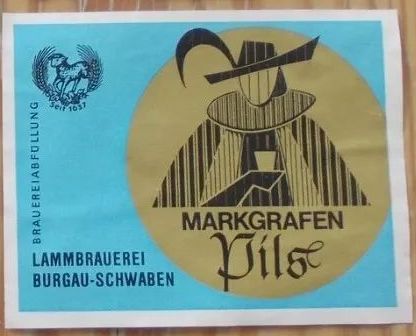 Seit 1637
BRAUEREIABFÜLLUNG
LAMMBRAUEREI
BURGAU-SCHWABEN
MARKGRAFEN
Pils